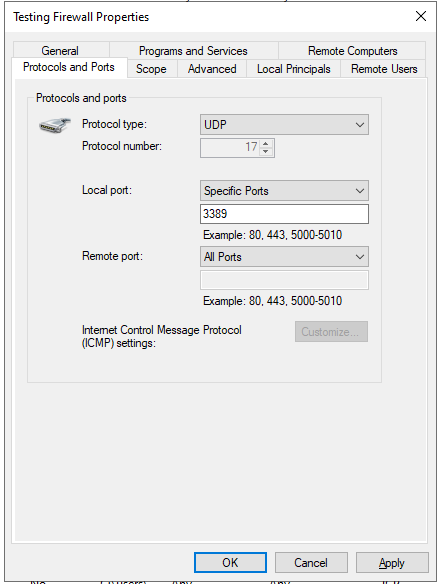 Testing Firewall Properties
General Programs and Services Remote Computers
Protocols and Ports Scope Advanced Local Principals Remote Users
Protocols and ports
Protocol type: UDP
Protocol number: 17
Local port: Specific Ports
3389
Example: 80, 443, 5000-5010
Remote port: All Ports
Example: 80, 443, 5000-5010
Internet Control Message Protocol
(ICMP) settings: Customize...
OK Cancel Apply